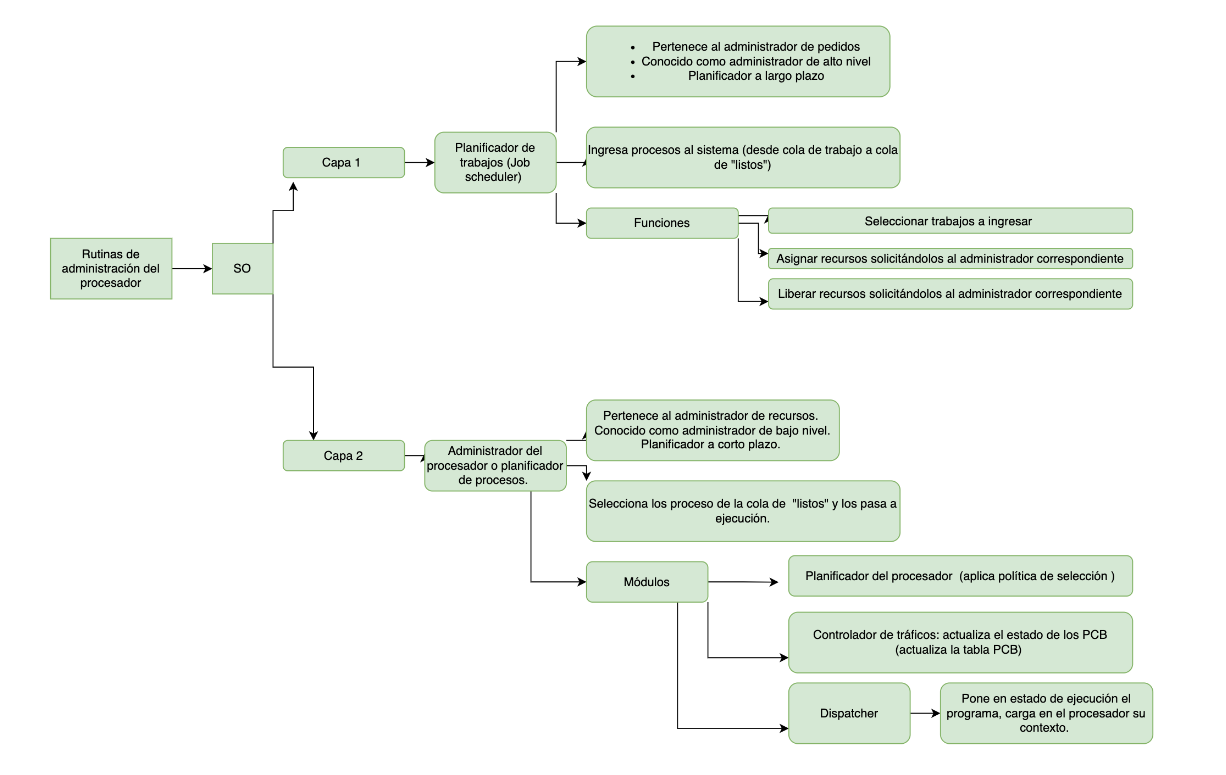 Rutinas de
administración del
procesador
SO
Capa 1
Planificador de
trabajos (Job
scheduler)
• Pertenece al administrador de pedidos
• Conocido como administrador de alto nivel
• Planificador a largo plazo
Ingresa procesos al sistema (desde cola de trabajo a cola
de "listos")
Funciones
Seleccionar trabajos a ingresar
Asignar recursos solicitándolos al administrador correspondiente
Liberar recursos solicitándolos al administrador correspondiente
Capa 2
Administrador del
procesador o planificador
de procesos.
Pertenece al administrador de recursos.
Conocido como administrador de bajo nivel.
Planificador a corto plazo.
Selecciona los proceso de la cola de  "listos" y los pasa a
ejecución.
Módulos
Planificador del procesador  (aplica política de selección )
Controlador de tráficos: actualiza el estado de los PCB
(actualiza la tabla PCB)
Dispatcher
Pone en estado de ejecución el
programa, carga en el procesador su
contexto.